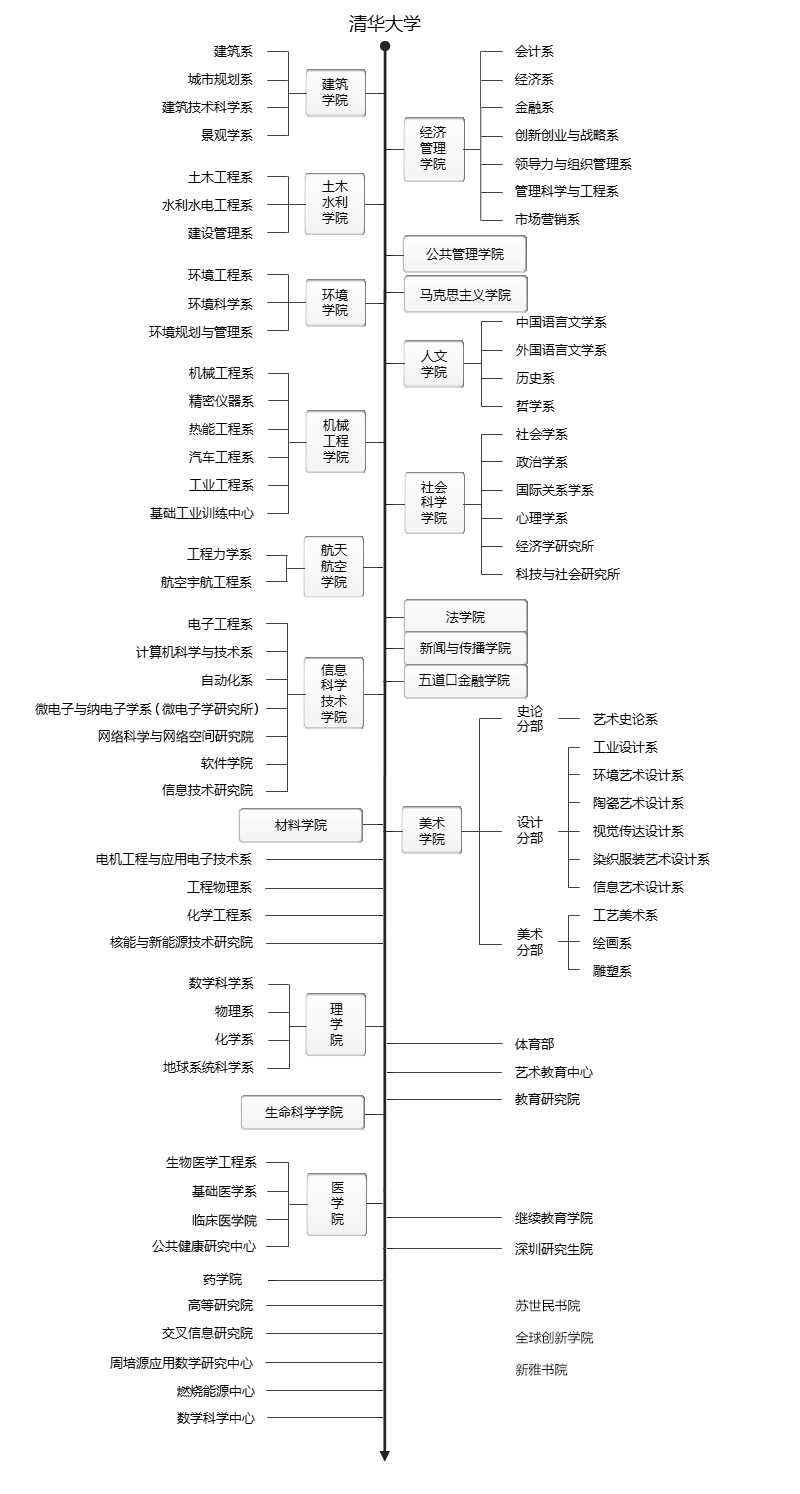 清华大学
建筑系
城市规划系
建筑技术科学系
景观学系
建筑
学院
土木工程系
水利水电工程系
建设管理系
土木
水利
学院
环境工程系
环境科学系
环境规划与管理系
环境
学院
机械工程系
精密仪器系
热能工程系
汽车工程系
工业工程系
基础工业训练中心
机械
工程
学院
工程力学系
航空宇航工程系
航天
航空
学院
电子工程系
计算机科学与技术系
自动化系
微电子与纳电子学系 ( 微电子学研究所)
网络科学与网络空间研究院
软件学院
信息技术研究院
信息
科学
技术
学院
材料学院
电机工程与应用电子技术系
工程物理系
化学工程系
核能与新能源技术研究院
数学科学系
物理系
化学系
地球系统科学系
理
学
院
生命科学学院
生物医学工程系
基础医学系
临床医学院
公共健康研究中心
医
学
院
药学院
高等研究院
交叉信息研究院
周培源应用数学研究中心
燃烧能源中心
数学科学中心
经济
管理
学院
会计系
经济系
金融系
创新创业与战略系
领导力与组织管理系
管理科学与工程系
市场营销系
公共管理学院
马克思主义学院
人文
学院
中国语言文学系
外国语言文学系
历史系
哲学系
社会
科学
学院
社会学系
政治学系
国际关系学系
心理学系
经济学研究所
科技与社会研究所
法学院
新闻与传播学院
五道口金融学院
美术
学院
史论
分部
艺术史论系
设计
分部
工业设计系
环境艺术设计系
陶瓷艺术设计系
视觉传达设计系
染织服装艺术设计系
信息艺术设计系
美术
分部
工艺美术系
绘画系
雕塑系
体育部
艺术教育中心
教育研究院
继续教育学院
深圳研究生院
苏世民书院
全球创新学院
新雅书院